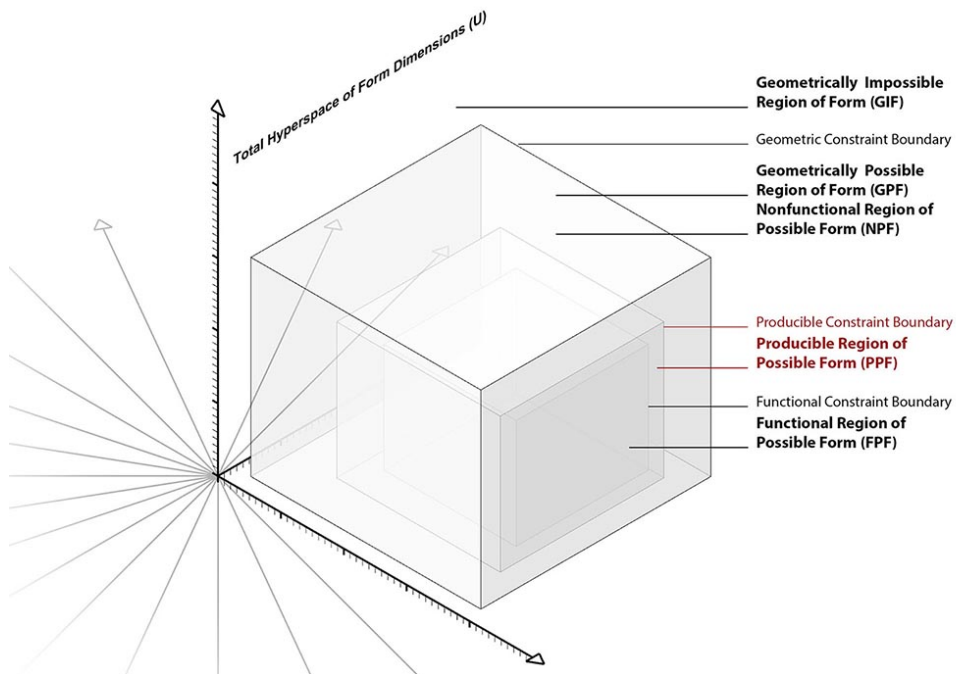 Total Hyperspace of Form Dimensions (U)
Geometrically Impossible
Region of Form (GIF)
Geometric Constraint Boundary
Geometrically Possible
Region of Form (GPF)
Nonfunctional Region of
Possible Form (NPF)
Producible Constraint Boundary
Producible Region of
Possible Form (PPF)
Functional Constraint Boundary
Functional Region of
Possible Form (FPF)